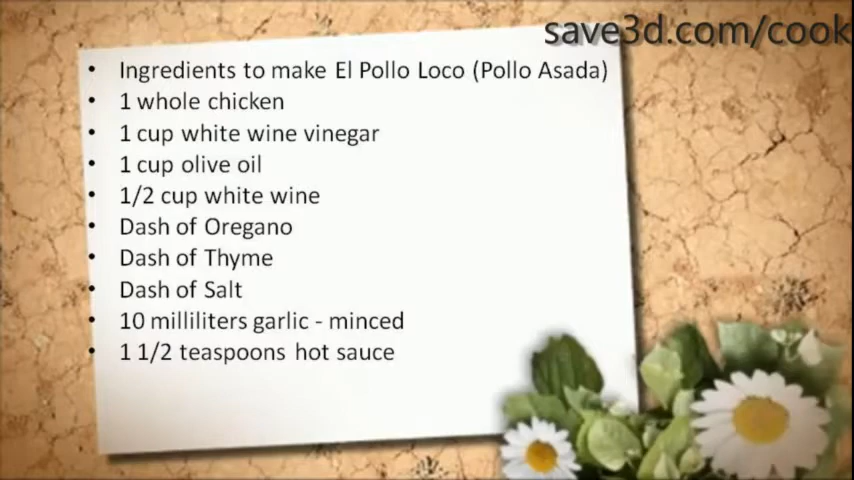 save3d.com/cook
• Ingredients to make El Pollo Loco (Pollo Asada)
• 1 whole chicken
• 1 cup white wine vinegar
• 1 cup olive oil
• 1/2 cup white wine
• Dash of Oregano
• Dash of Thyme
• Dash of Salt
• 10 milliliters garlic - minced
• 1 1/2 teaspoons hot sauce